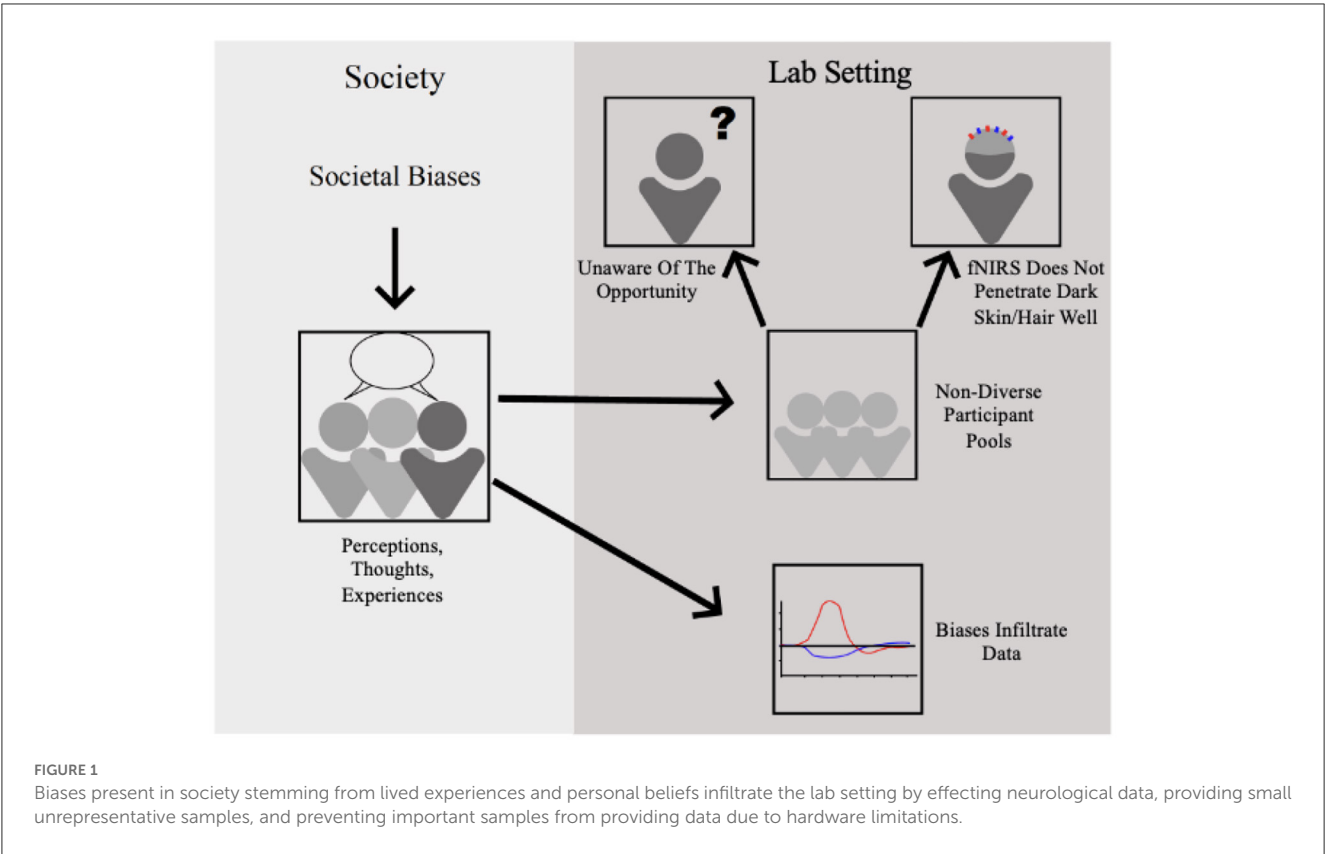 Society
Lab Setting
Societal Biases
?
Unaware Of The
Opportunity
fNIRS Does Not
Penetrate Dark
Skin/Hair Well
Non-Diverse
Participant
Pools
Perceptions,
Thoughts,
Experiences
Biases Infiltrate
Data
FIGURE 1
Biases present in society stemming from lived experiences and personal beliefs infiltrate the lab setting by effecting neurological data, providing small
unrepresentative samples, and preventing important samples from providing data due to hardware limitations.